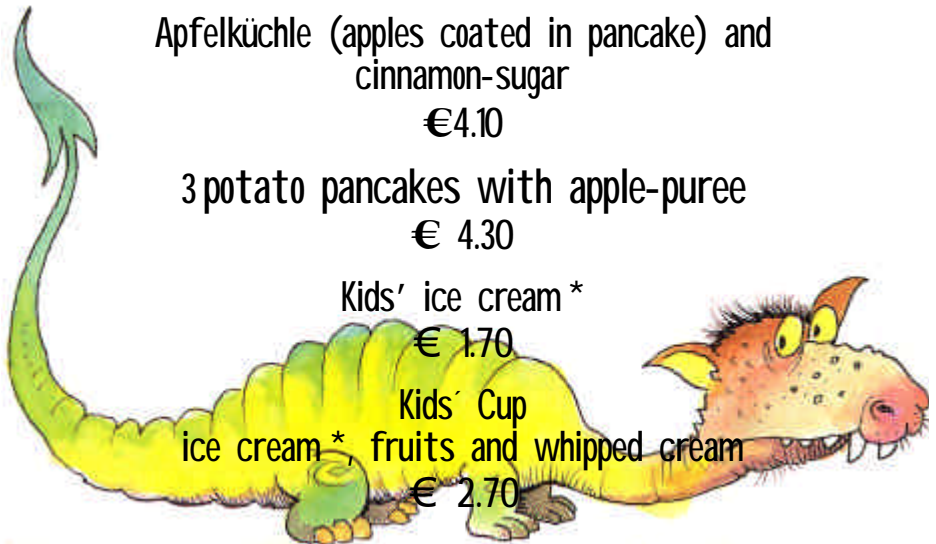 Apfelküchle (apples coated in pancake) and
cinnamon-sugar
€4.10
3 potato pancakes with apple-puree
€ 4.30
Kids' ice cream *
€ 1.70
Kids´ Cup
ice cream *, fruits and whipped cream
€ 2.70